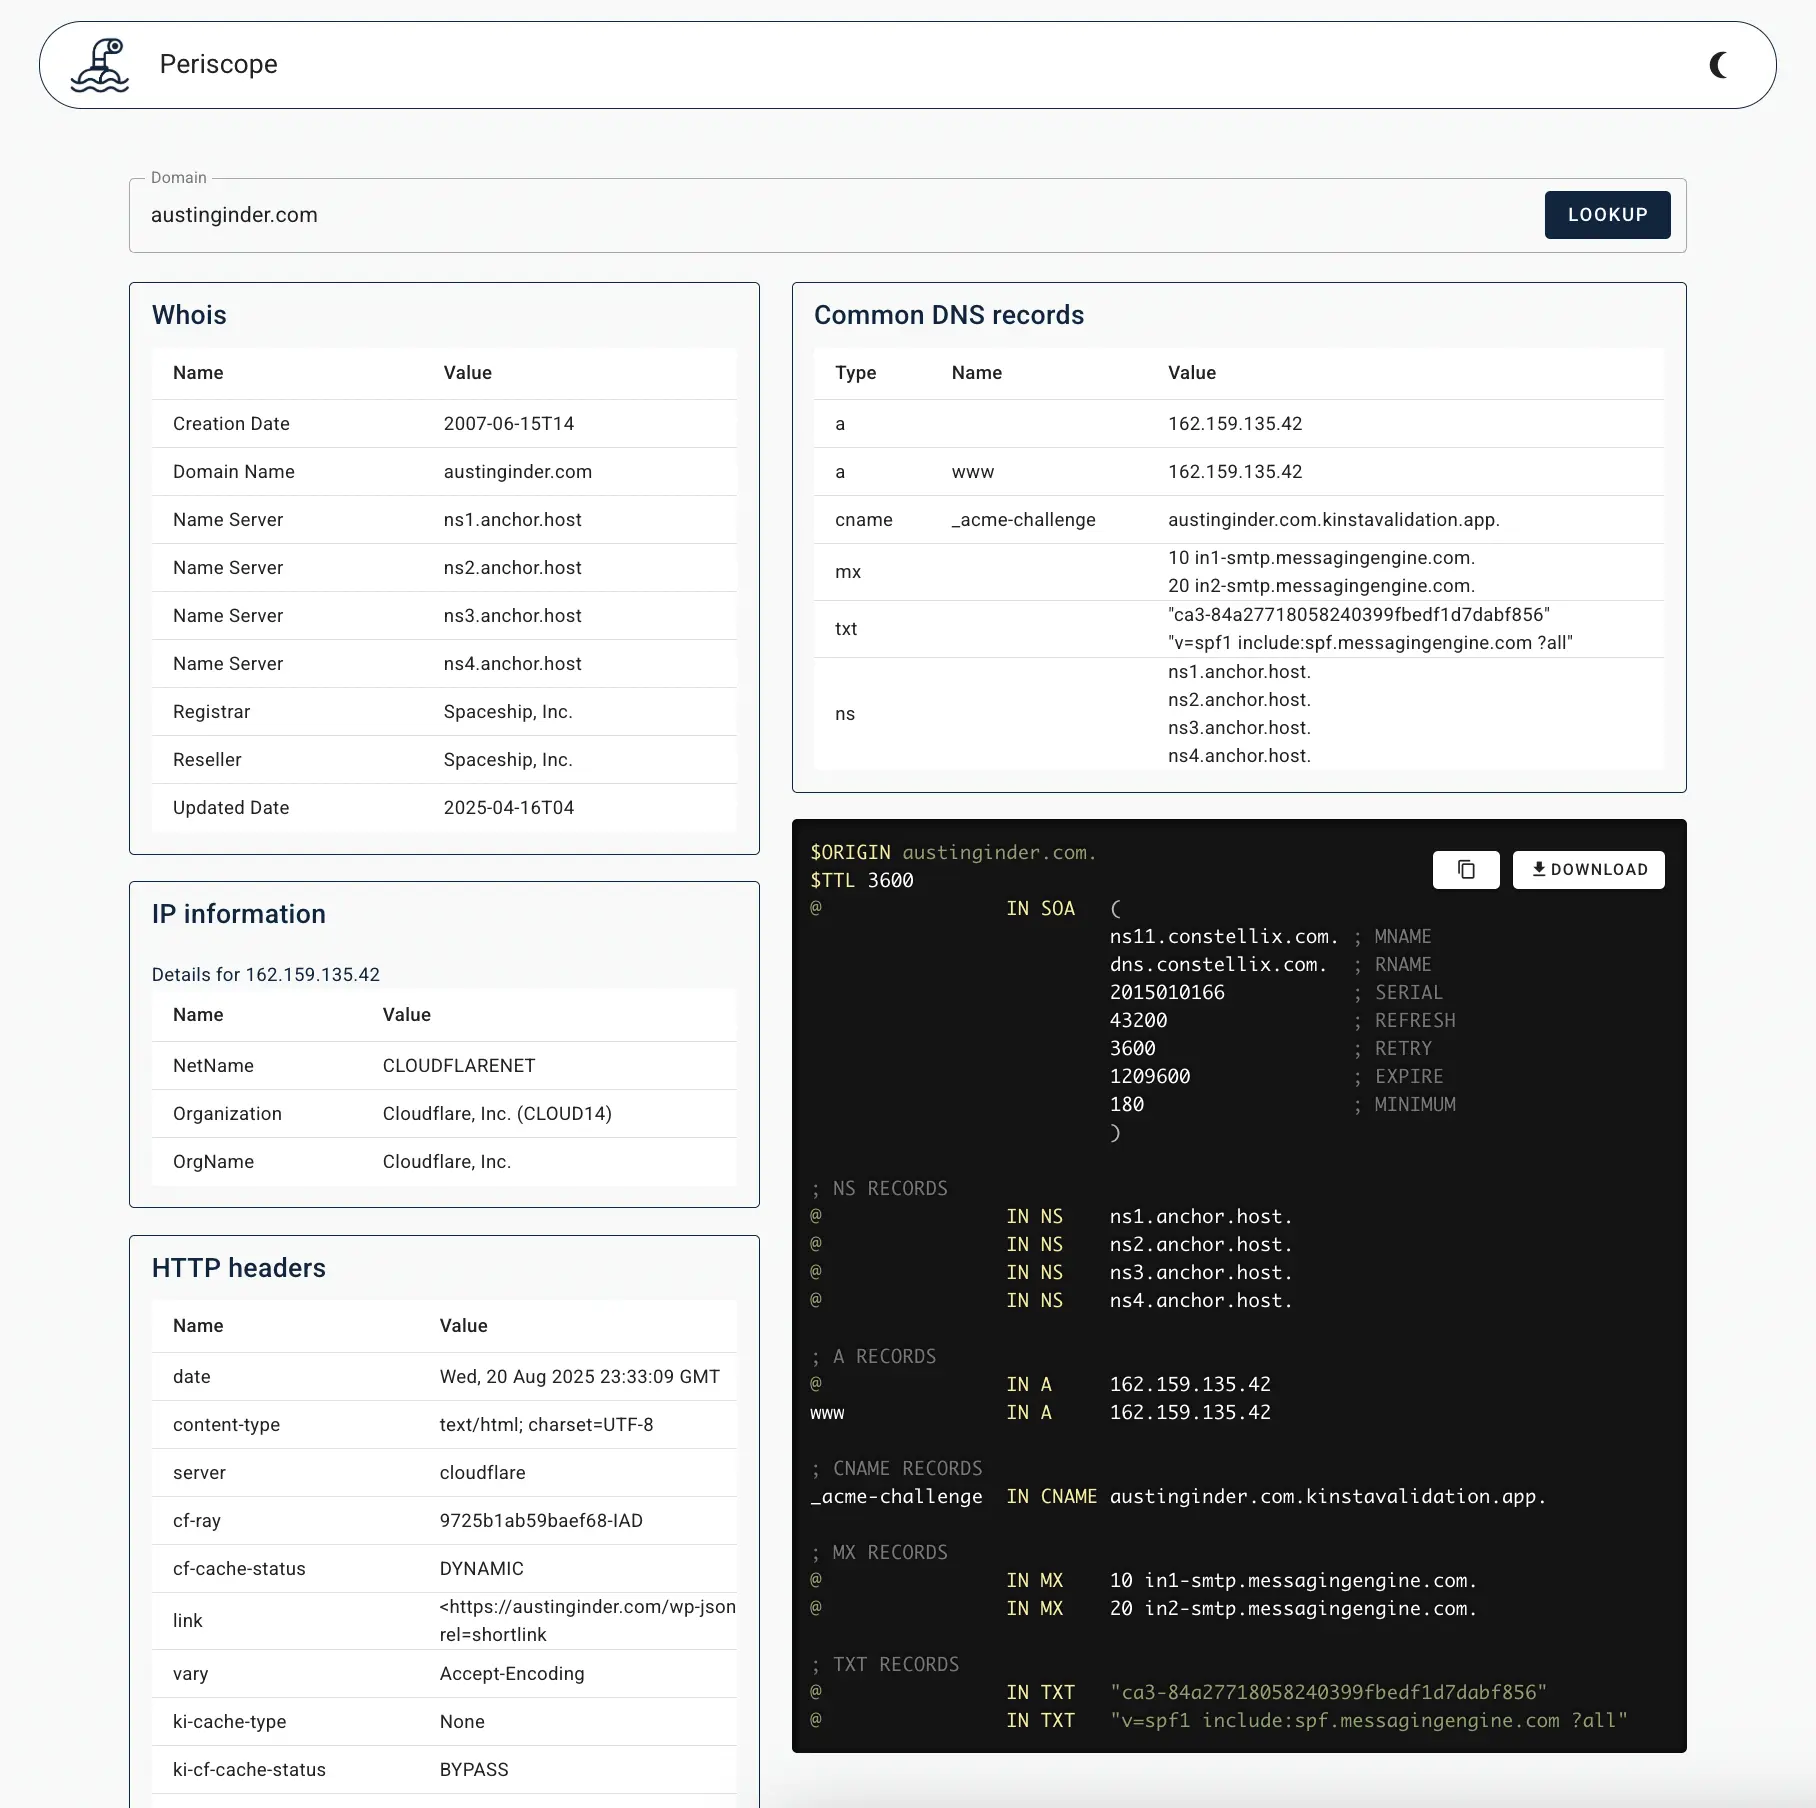 Periscope
Domain
austinginder.com
LOOKUP
Whois
Name Value
Creation Date 2007-06-15T14
Domain Name austinginder.com
Name Server ns1.anchor.host
Name Server ns2.anchor.host
Name Server ns3.anchor.host
Name Server ns4.anchor.host
Registrar Spaceship, Inc.
Reseller Spaceship, Inc.
Updated Date 2025-04-16T04
IP information
Details for 162.159.135.42
Name Value
NetName CLOUDFLARENET
Organization Cloudflare, Inc. (CLOUD14)
OrgName Cloudflare, Inc.
HTTP headers
Name Value
date Wed, 20 Aug 2025 23:33:09 GMT
content-type text/html; charset=UTF-8
server cloudflare
cf-ray 9725b1ab59baef68-IAD
cf-cache-status DYNAMIC
link <https://austinginder.com/wp-json
rel=shortlink
vary Accept-Encoding
ki-cache-type None
ki-cf-cache-status BYPASS
Common DNS records
Type Name Value
a 162.159.135.42
a www 162.159.135.42
cname _acme-challenge austinginder.com.kinstavalidation.app.
mx 10 in1-smtp.messagingengine.com.
20 in2-smtp.messagingengine.com.
txt "ca3-84a27718058240399fbedf1d7dabf856"
"v=spf1 include:spf.messagingengine.com ?all"
ns ns1.anchor.host.
ns2.anchor.host.
ns3.anchor.host.
ns4.anchor.host.
DOWNLOAD
$ORIGIN austinginder.com.
$TTL 3600
@ IN SOA (
ns11.constellix.com. ; MNAME
dns.constellix.com. ; RNAME
2015010166 ; SERIAL
43200 ; REFRESH
3600 ; RETRY
1209600 ; EXPIRE
180 ; MINIMUM
)
; NS RECORDS
@ IN NS ns1.anchor.host.
@ IN NS ns2.anchor.host.
@ IN NS ns3.anchor.host.
@ IN NS ns4.anchor.host.
; A RECORDS
@ IN A 162.159.135.42
www IN A 162.159.135.42
; CNAME RECORDS
_acme-challenge IN CNAME austinginder.com.kinstavalidation.app.
; MX RECORDS
@ IN MX 10 in1-smtp.messagingengine.com.
@ IN MX 20 in2-smtp.messagingengine.com.
; TXT RECORDS
@ IN TXT "ca3-84a27718058240399fbedf1d7dabf856"
@ IN TXT "v=spf1 include:spf.messagingengine.com ?all"